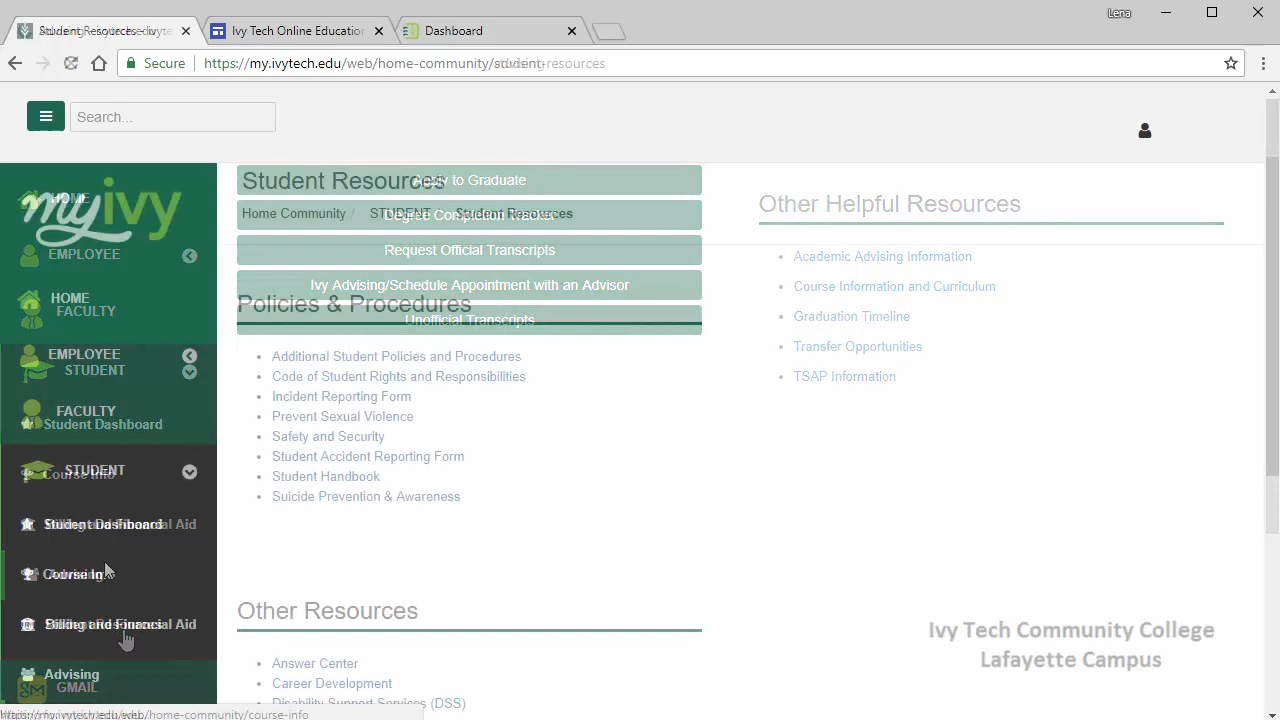 Lena
Ivy Tech Online Education
Dashboard
Secure
https://my.ivytech.edu/web/home-community/student-resources
Search...
myivy
HOME
EMPLOYEE
HOME
FACULTY
EMPLOYEE
STUDENT
FACULTY
Student Dashboard
STUDENT
Course Info
Student Dashboard
Billing and Financial Aid
Advising
GMAIL
Student Resources
Apply to Graduate
Home Community / STUDENT / Student Resources
Request Official Transcripts
Ivy Advising/Schedule Appointment with an Advisor
Policies & Procedures
Unofficial Transcripts
Additional Student Policies and Procedures
Code of Student Rights and Responsibilities
Incident Reporting Form
Prevent Sexual Violence
Safety and Security
Student Accident Reporting Form
Student Handbook
Suicide Prevention & Awareness
Other Resources
Answer Center
Career Development
Disability Support Services (DSS)
Other Helpful Resources
Academic Advising Information
Course Information and Curriculum
Graduation Timeline
Transfer Opportunities
TSAP Information
Ivy Tech Community College
Lafayette Campus
https://my.ivytech.edu/web/home-community/course-info